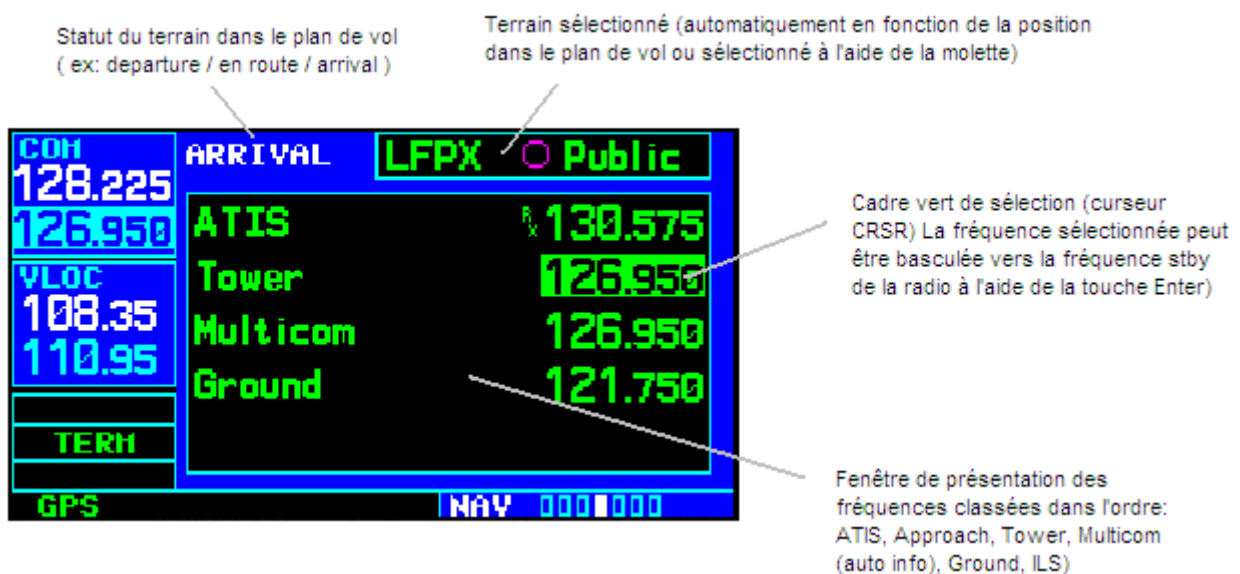 Statut du terrain dans le plan de vol
( ex: departure / en route / arrival )
Terrain sélectionné (automatiquement en fonction de la position
dans le plan de vol ou sélectionné à l'aide de la molette)
COM
128.225
126.950
VLOC
108.35
110.95
TERM
GPS
ARRIVAL
LFPX Public
ATIS Rx 130.575
Tower 126.950
Multicom 126.950
Ground 121.750
NAV
Cadre vert de sélection (curseur
CRSR) La fréquence sélectionnée peut
être basculée vers la fréquence stby
de la radio à l'aide de la touche Enter)
Fenêtre de présentation des
fréquences classées dans l'ordre:
ATIS, Approach, Tower, Multicom
(auto info), Ground, ILS)